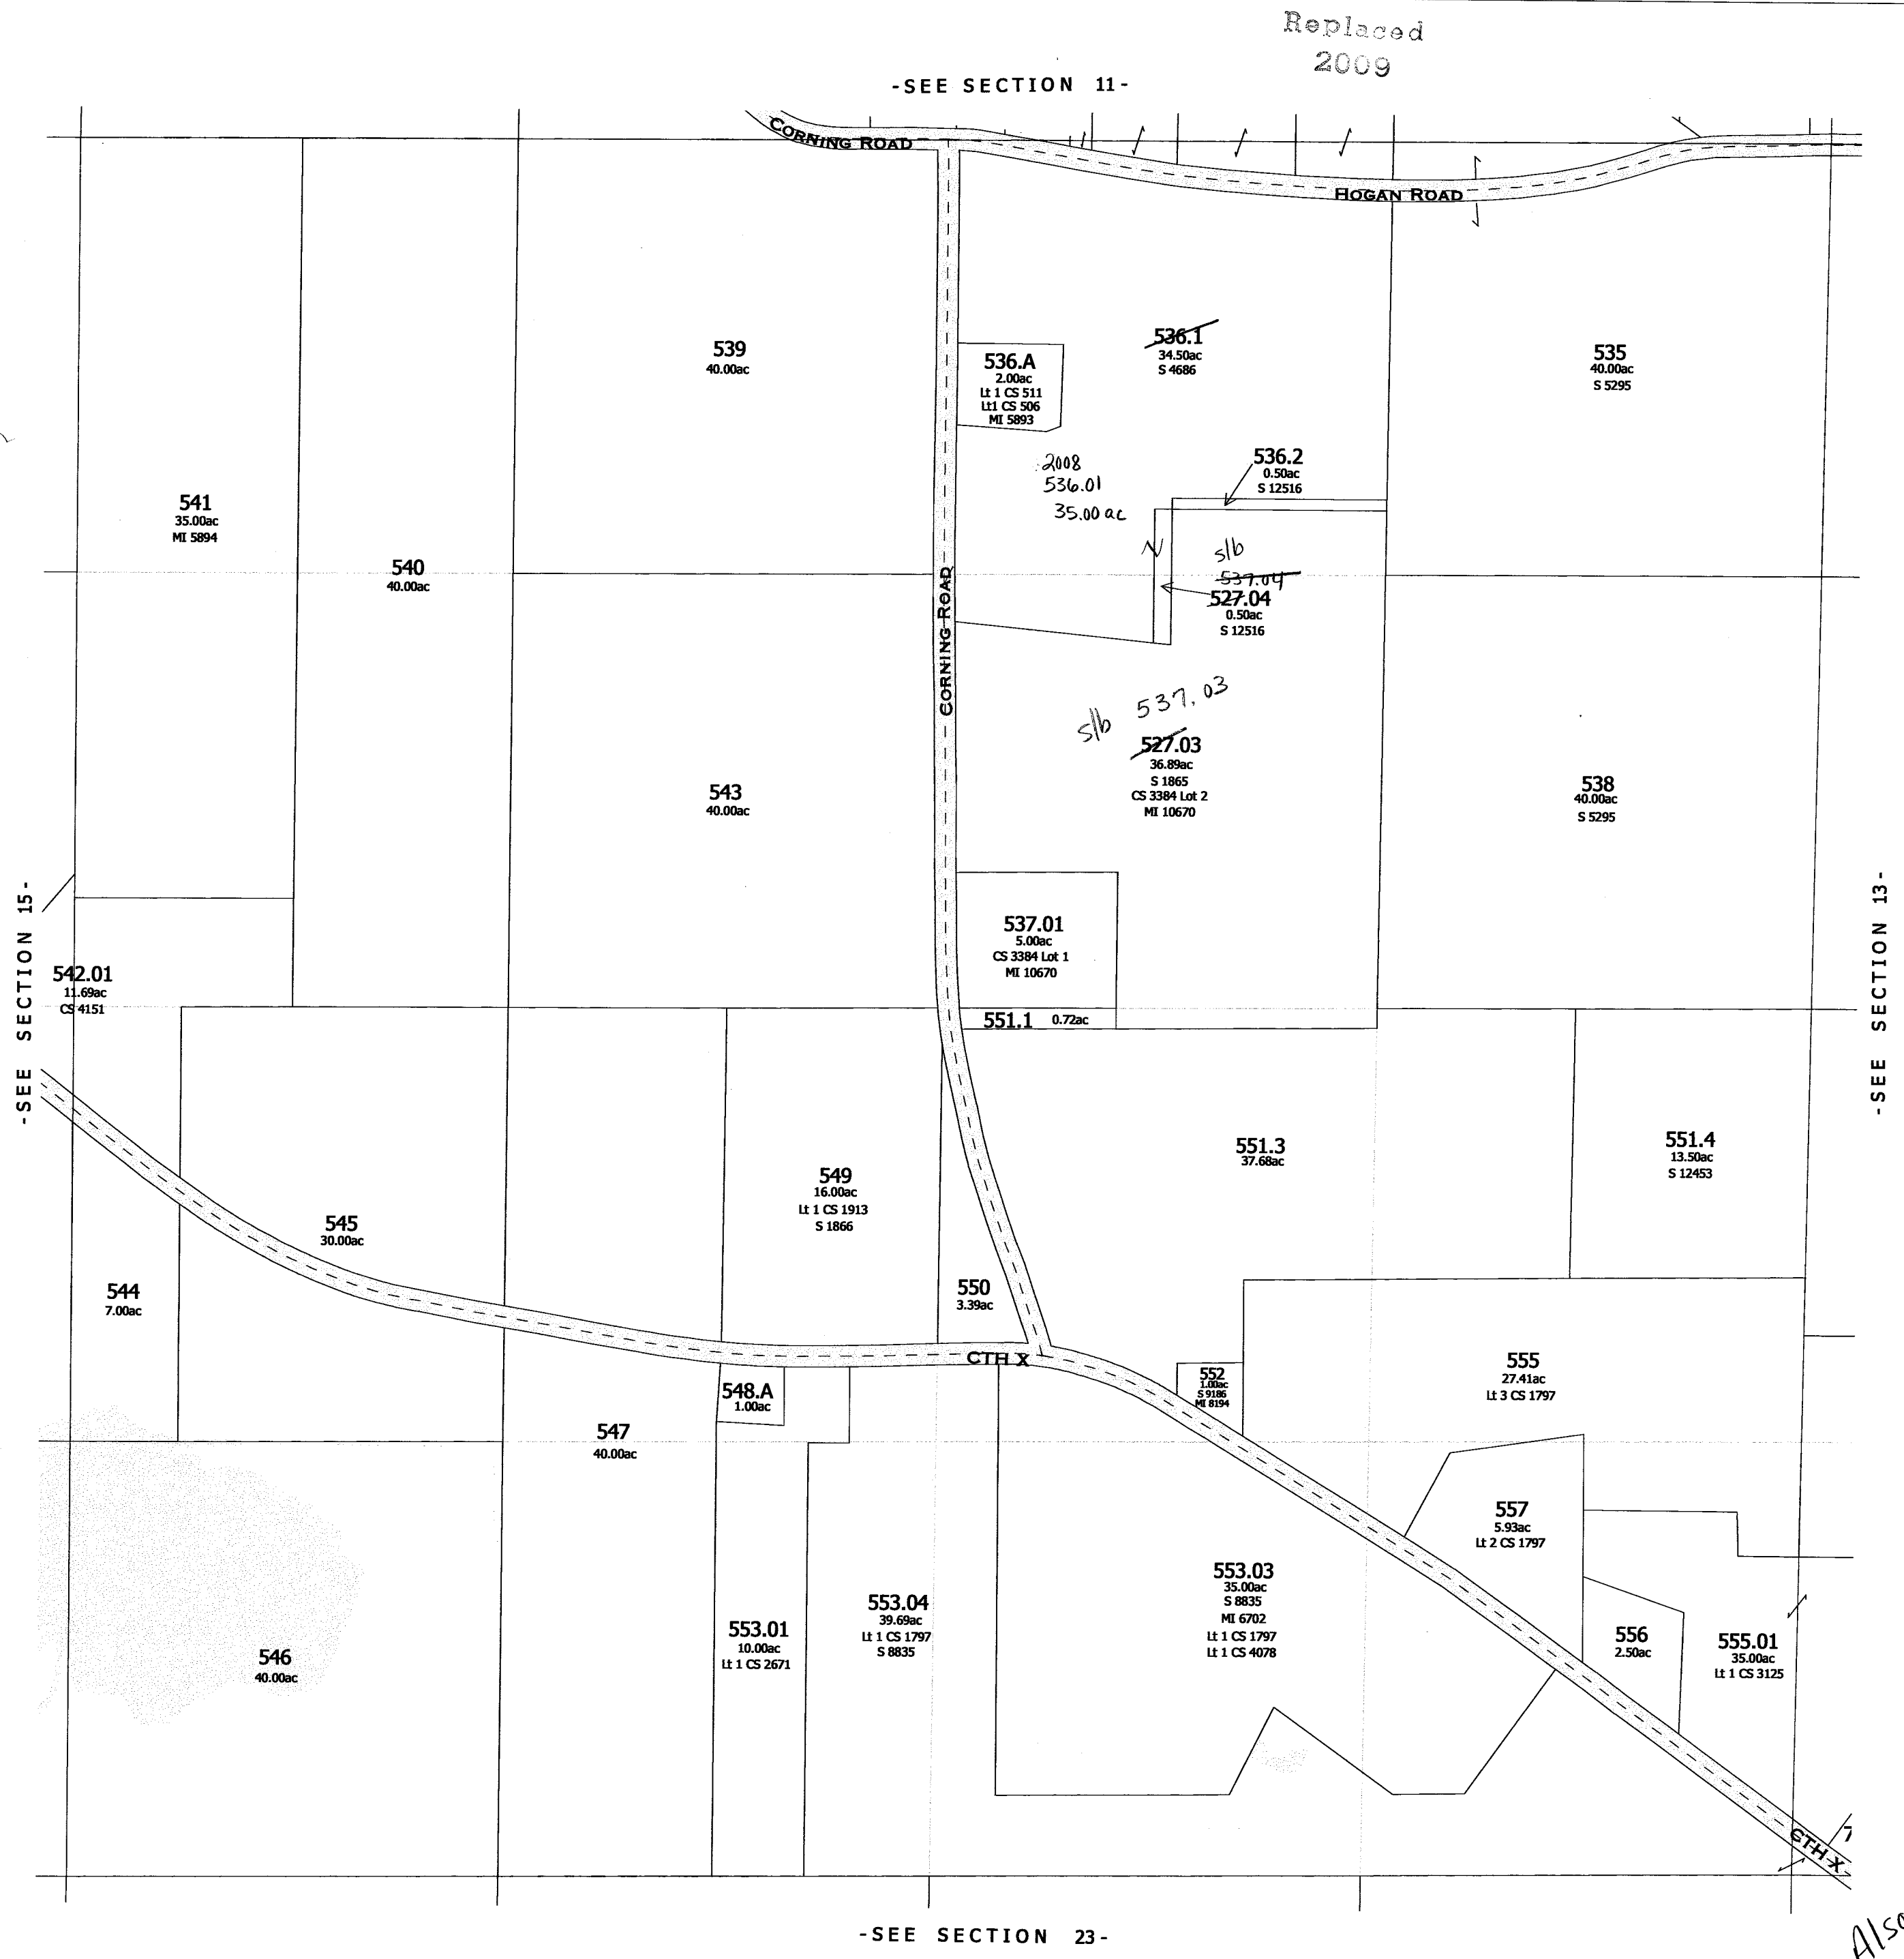 Replaced
2009
-SEE SECTION 11-
CORNING ROAD
HOGAN ROAD
539
40.00ac
536.1
34.50ac
S 4686
535
40.00ac
S 5295
536.A
2.00ac
Lt 1 CS 511
Lt1 CS 506
MI 5893
2008
536.01
35.00 ac
536.2
0.50ac
S 12516
541
35.00ac
MI 5894
540
40.00ac
slb
537.04
527.04
0.50ac
S 12516
CORNING ROAD
slb 537.03
527.03
36.89ac
S 1865
CS 3384 Lot 2
MI 10670
543
40.00ac
538
40.00ac
S 5295
-SEE SECTION 15-
-SEE SECTION 13-
537.01
5.00ac
CS 3384 Lot 1
MI 10670
542.01
11.69ac
CS 4151
551.1 0.72ac
551.3
37.68ac
551.4
13.50ac
S 12453
549
16.00ac
Lt 1 CS 1913
S 1866
545
30.00ac
544
7.00ac
550
3.39ac
CTH X
552
1.00ac
S 9186
MI 8194
555
27.41ac
Lt 3 CS 1797
548.A
1.00ac
547
40.00ac
557
5.93ac
Lt 2 CS 1797
553.03
35.00ac
S 8835
MI 6702
Lt 1 CS 1797
Lt 1 CS 4078
553.04
39.69ac
Lt 1 CS 1797
S 8835
553.01
10.00ac
Lt 1 CS 2671
546
40.00ac
556
2.50ac
555.01
35.00ac
Lt 1 CS 3125
7
CTH X
-SEE SECTION 23-
Also